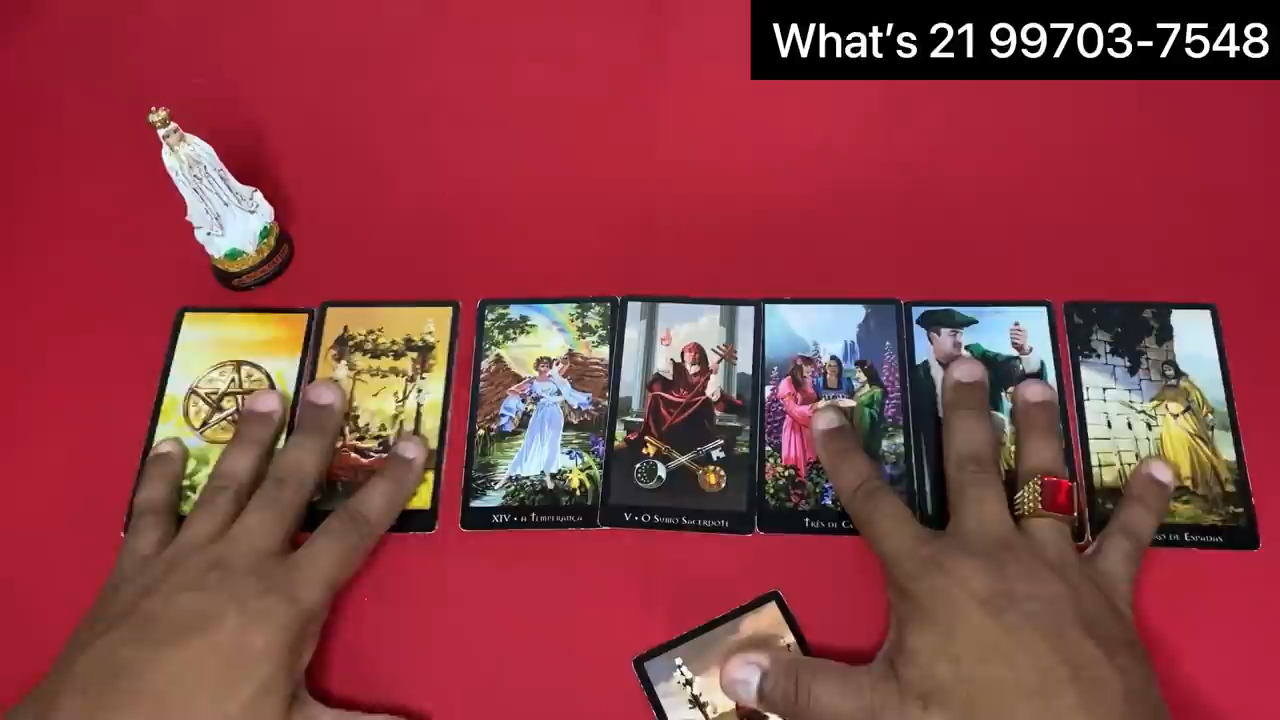 What's 21 99703-7548
XIV • A Temperança
V • O Sumo Sacerdote
Três de
de Espadas